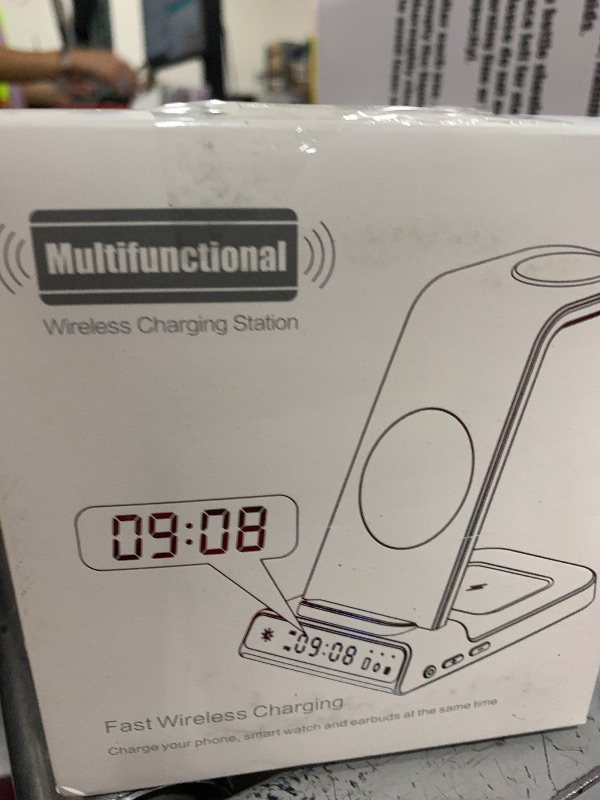 Multifunctional
Wireless Charging Station
09:08
09:08
Fast Wireless Charging
Charge your phone, smart watch and earbuds at the same time